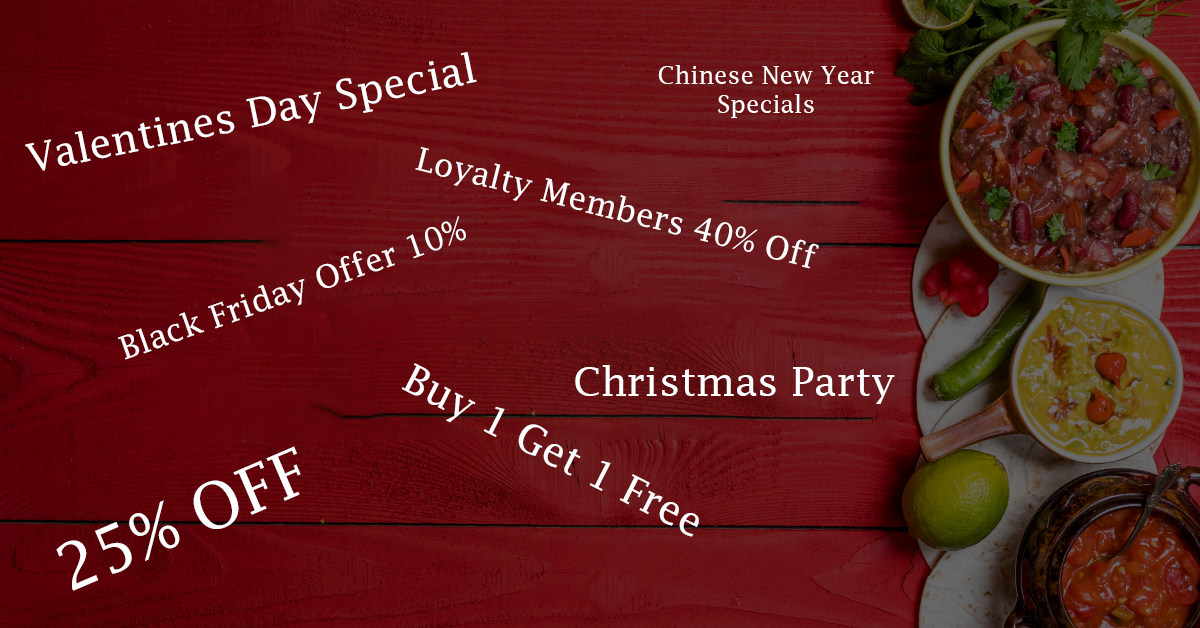 Valentines Day Special
Chinese New Year
Specials
Loyalty Members 40% Off
Black Friday Offer 10%
Christmas Party
Buy 1 Get 1 Free
25% OFF